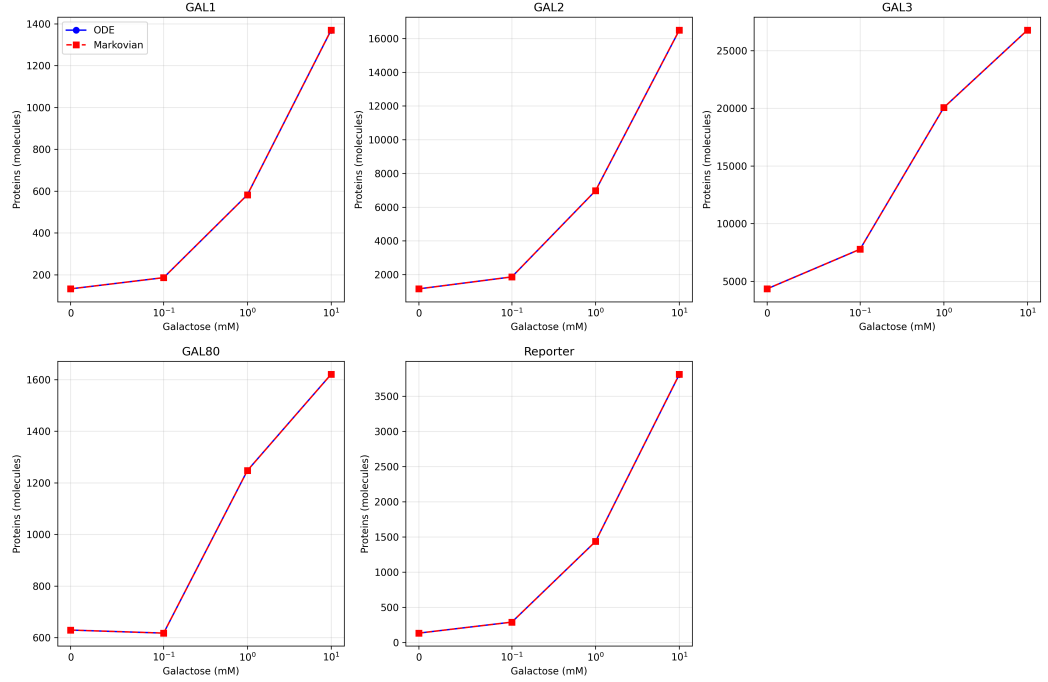 GAL1
ODE
Markovian
Proteins (molecules)
1400
1200
1000
800
600
400
200
0 10⁻¹ 10⁰ 10¹
Galactose (mM)
GAL2
Proteins (molecules)
16000
14000
12000
10000
8000
6000
4000
2000
0 10⁻¹ 10⁰ 10¹
Galactose (mM)
GAL3
Proteins (molecules)
25000
20000
15000
10000
5000
0 10⁻¹ 10⁰ 10¹
Galactose (mM)
GAL80
Proteins (molecules)
1600
1400
1200
1000
800
600
0 10⁻¹ 10⁰ 10¹
Galactose (mM)
Reporter
Proteins (molecules)
3500
3000
2500
2000
1500
1000
500
0
0 10⁻¹ 10⁰ 10¹
Galactose (mM)